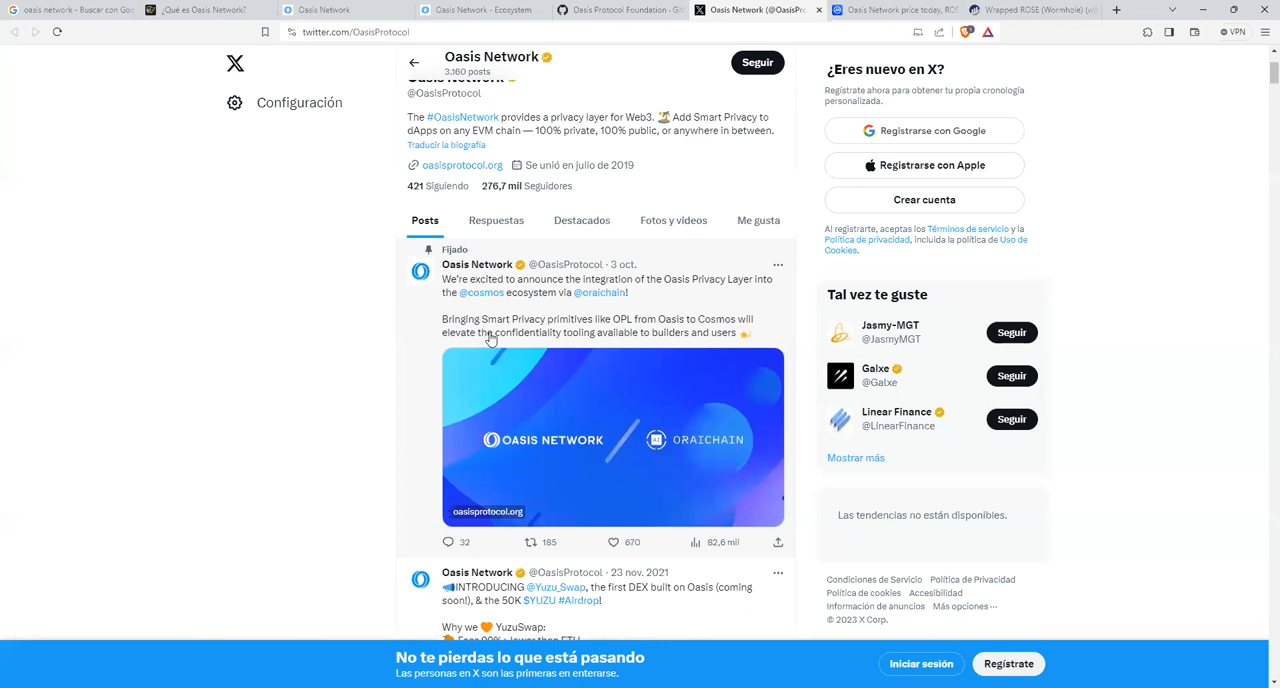 oasis network - Buscar con Goo
¿Qué es Oasis Network?
Oasis Network
Oasis Network - Ecosystem
Oasis Protocol Foundation · Git
Oasis Network (@OasisPro
Oasis Network price today, ROS
Wrapped ROSE (Wormhole) (w
twitter.com/OasisProtocol
VPN
Oasis Network
3,160 posts
Seguir
@OasisProtocol
The #OasisNetwork provides a privacy layer for Web3. 🏝️ Add Smart Privacy to
dApps on any EVM chain — 100% private, 100% public, or anywhere in between.
Traducir la biografía
oasisprotocol.org Se unió en julio de 2019
421 Siguiendo 276,7 mil Seguidores
Posts Respuestas Destacados Fotos y videos Me gusta
Fijado
Oasis Network @OasisProtocol · 3 oct.
We're excited to announce the integration of the Oasis Privacy Layer into
the @cosmos ecosystem via @oraichain!
Bringing Smart Privacy primitives like OPL from Oasis to Cosmos will
elevate the confidentiality tooling available to builders and users 💫
OASIS NETWORK
AI
ORAICHAIN
oasisprotocol.org
32 185 670 82,6 mil
Oasis Network @OasisProtocol · 23 nov. 2021
📣INTRODUCING @Yuzu_Swap, the first DEX built on Oasis (coming
soon!), & the 50K $YUZU #Airdrop!
Why we 🧡 YuzuSwap:
Configuración
¿Eres nuevo en X?
Regístrate ahora para obtener tu propia cronología
personalizada.
Registrarse con Google
Registrarse con Apple
Crear cuenta
Al registrarte, aceptas los Términos de servicio y la
Política de privacidad, incluida la política de Uso de
Cookies.
Tal vez te guste
Jasmy-MGT
@JasmyMGT
Seguir
Galxe
@Galxe
Seguir
Linear Finance
@LinearFinance
Seguir
Mostrar más
Las tendencias no están disponibles.
Condiciones de Servicio Política de Privacidad
Política de cookies Accesibilidad
Información de anuncios Más opciones ···
© 2023 X Corp.
No te pierdas lo que está pasando
Las personas en X son las primeras en enterarse.
Iniciar sesión
Regístrate